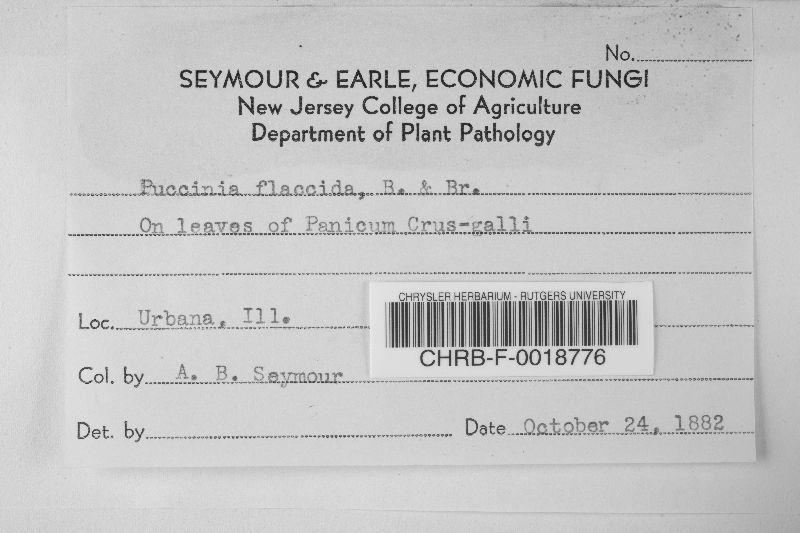 No.
SEYMOUR & EARLE, ECONOMIC FUNGI
New Jersey College of Agriculture
Department of Plant Pathology
Puccinia flaccida, B. & Br.
On leaves of Panicum Crus-galli
Loc. Urbana, Ill.
CHRYSLER HERBARIUM - RUTGERS UNIVERSITY
CHRB-F-0018776
Col. by A. B. Seymour
Det. by
Date October 24, 1882